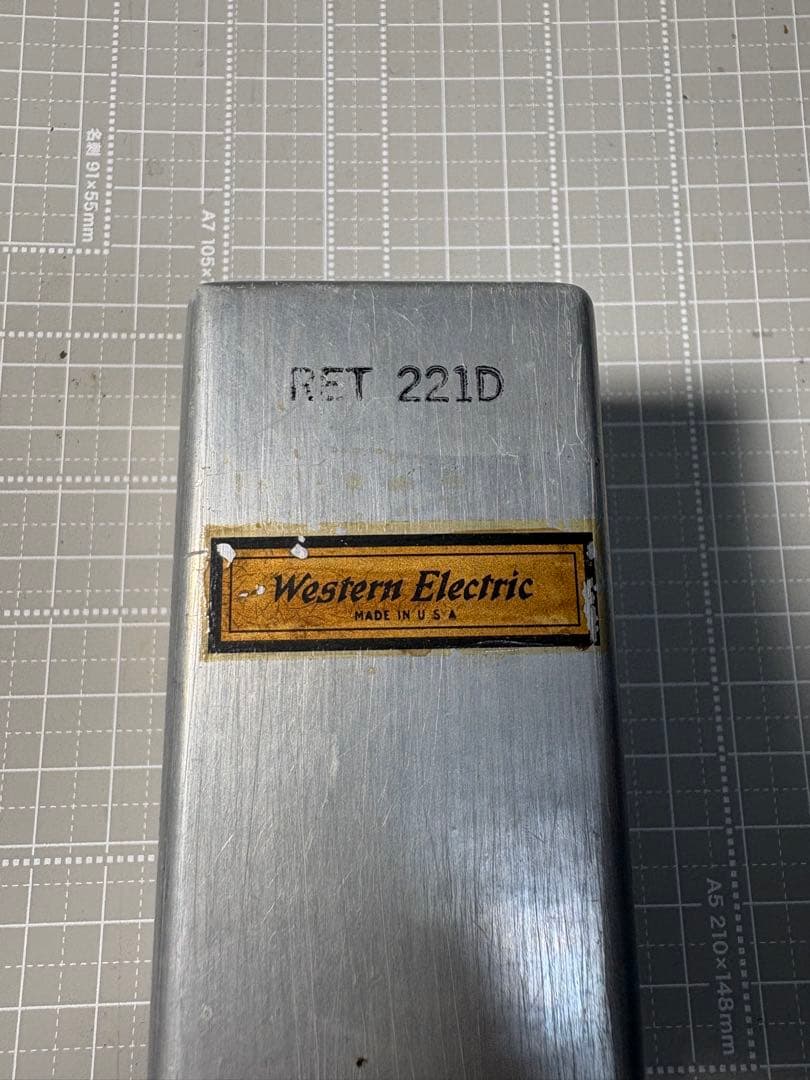 名刺 91×55mm
A7 105×
RET 221D
Western Electric
MADE IN U S A
A5 210×148mm